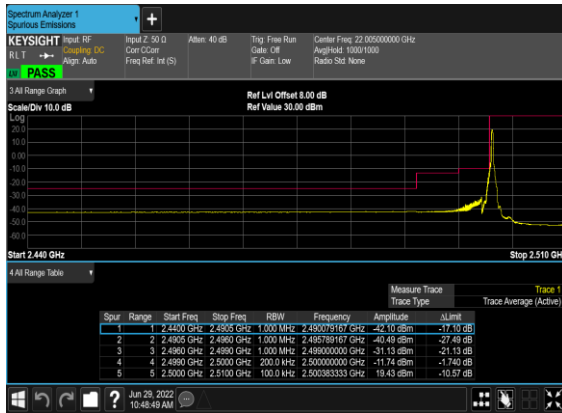 Spectrum Analyzer 1
Spurious Emissions
KEYSIGHT Input: RF Input Z: 50 Ω Atten: 40 dB Trig: Free Run Center Freq: 22.005000000 GHz
RLT Coupling: DC Corr CCorr Gate: Off Avg|Hold: 1000/1000
Align: Auto Freq Ref: Int (S) IF Gain: Low Radio Std: None
PASS
3 All Range Graph
Ref Lvl Offset 8.00 dB
Scale/Div 10.0 dB Ref Value 30.00 dBm
Log
20.0
10.0
0.00
-10.0
-20.0
-30.0
-40.0
-50.0
-60.0
Start 2.440 GHz Stop 2.510 GH
4 All Range Table
Measure Trace Trace 1
Trace Type Trace Average (Active)
Spur Range Start Freq Stop Freq RBW Frequency Amplitude ΔLimit
1 1 2.4400 GHz 2.4905 GHz 1.000 MHz 2.490079167 GHz -42.10 dBm -17.10 dB
2 2 2.4905 GHz 2.4960 GHz 1.000 MHz 2.495789167 GHz -40.49 dBm -27.49 dB
3 3 2.4960 GHz 2.4990 GHz 1.000 MHz 2.499000000 GHz -31.13 dBm -21.13 dB
4 4 2.4990 GHz 2.5000 GHz 200.0 kHz 2.500000000 GHz -11.74 dBm -1.740 dB
5 5 2.5000 GHz 2.5100 GHz 100.0 kHz 2.500383333 GHz 19.43 dBm -10.57 dB
? Jun 29, 2022
10:48:49 AM